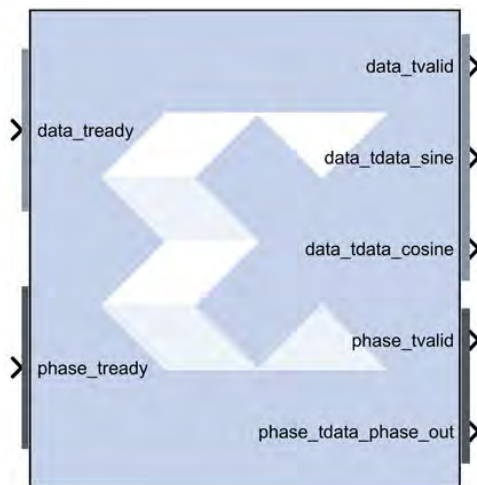 data_tready
phase_tready
data_tvalid
data_tdata_sine
data_tdata_cosine
phase_tvalid
phase_tdata_phase_out